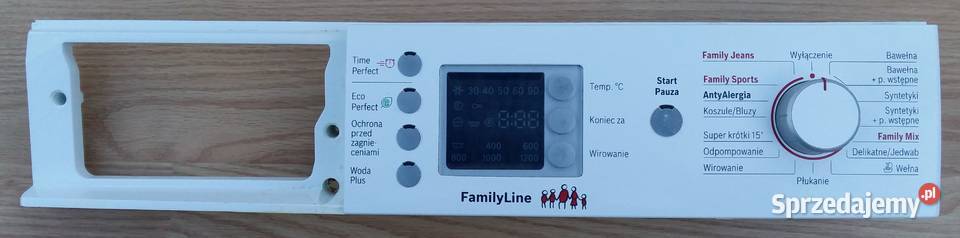 Time
Perfect
Eco
Perfect
Ochrona
przed
zagnie-
ceniami
Woda
Plus
30 40 50 60 90
8:88
400 600
800 1000 1200
Temp. °C
Koniec za
Wirowanie
FamilyLine
Start
Pauza
Family Jeans
Family Sports
AntyAlergia
Koszule/Bluzy
Super krótki 15'
Odpompowanie
Wirowanie
Wyłączenie
Bawełna
Bawełna
+ p. wstępne
Syntetyki
Syntetyki
+ p. wstępne
Family Mix
Delikatne/Jedwab
Wełna
Płukanie
Sprzedajemy.pl